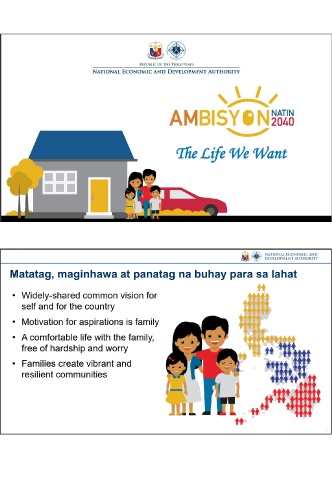 REPUBLIC OF THE PHILIPPINES
NATIONAL ECONOMIC AND DEVELOPMENT AUTHORITY
AMBISYON NATIN 2040
The Life We Want
NATIONAL ECONOMIC AND
DEVELOPMENT AUTHORITY
Matatag, maginhawa at panatag na buhay para sa lahat
• Widely-shared common vision for
self and for the country
• Motivation for aspirations is family
• A comfortable life with the family,
free of hardship and worry
• Families create vibrant and
resilient communities